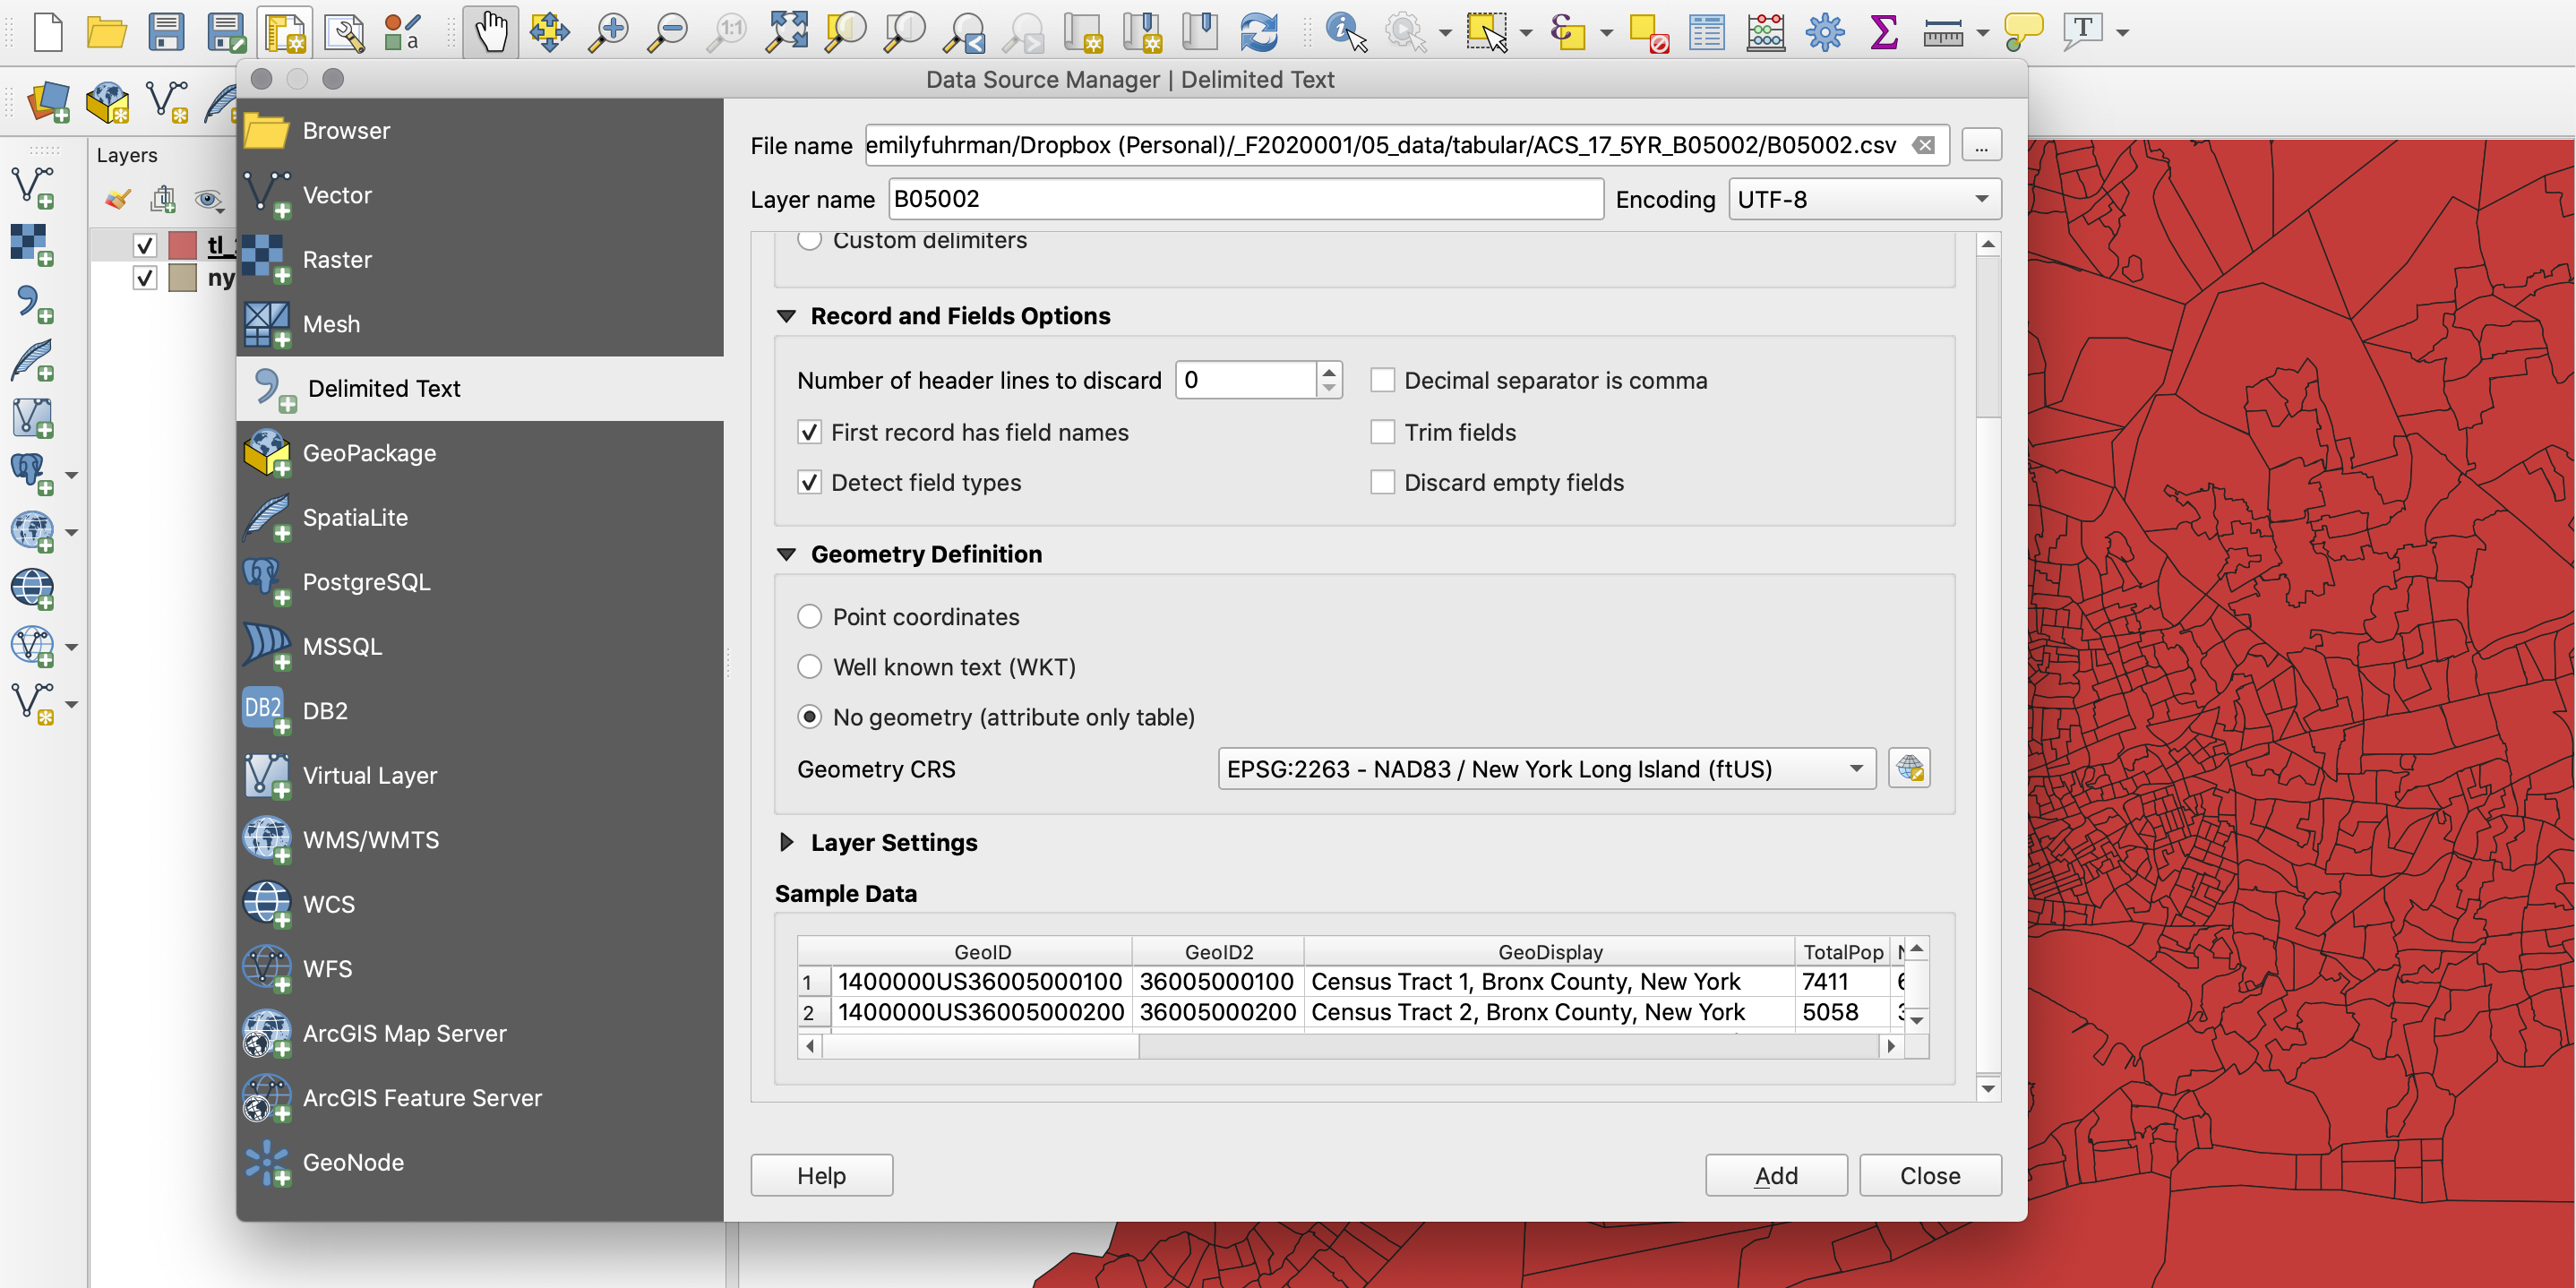 1:1
a
ε
Σ
T
Data Source Manager | Delimited Text
Layers
tl_
ny
Browser
Vector
Raster
Mesh
Delimited Text
GeoPackage
SpatiaLite
PostgreSQL
MSSQL
DB2 DB2
Virtual Layer
WMS/WMTS
WCS
WFS
ArcGIS Map Server
ArcGIS Feature Server
GeoNode
File name emilyfuhrman/Dropbox (Personal)/_F2020001/05_data/tabular/ACS_17_5YR_B05002/B05002.csv ...
Layer name B05002 Encoding UTF-8
Custom delimiters
Record and Fields Options
Number of header lines to discard 0 Decimal separator is comma
First record has field names Trim fields
Detect field types Discard empty fields
Geometry Definition
Point coordinates
Well known text (WKT)
No geometry (attribute only table)
Geometry CRS EPSG:2263 - NAD83 / New York Long Island (ftUS)
Layer Settings
Sample Data
GeoID GeoID2 GeoDisplay TotalPop
1 1400000US36005000100 36005000100 Census Tract 1, Bronx County, New York 7411
2 1400000US36005000200 36005000200 Census Tract 2, Bronx County, New York 5058
Help Add Close